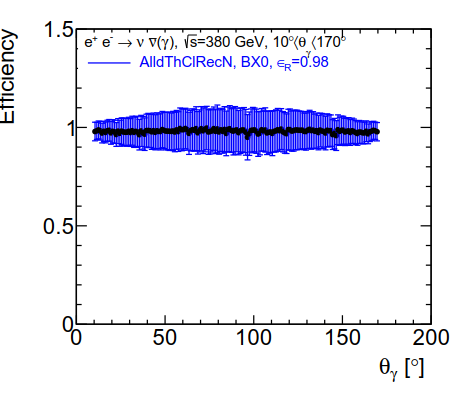 e⁺ e⁻ → ν ν̅(γ), √s=380 GeV, 10°⟨θγ⟨170°
AlldThClRecN, BX0, ∈R=0.98
Efficiency
1.5
1
0.5
0
0 50 100 150 200
θγ [°]